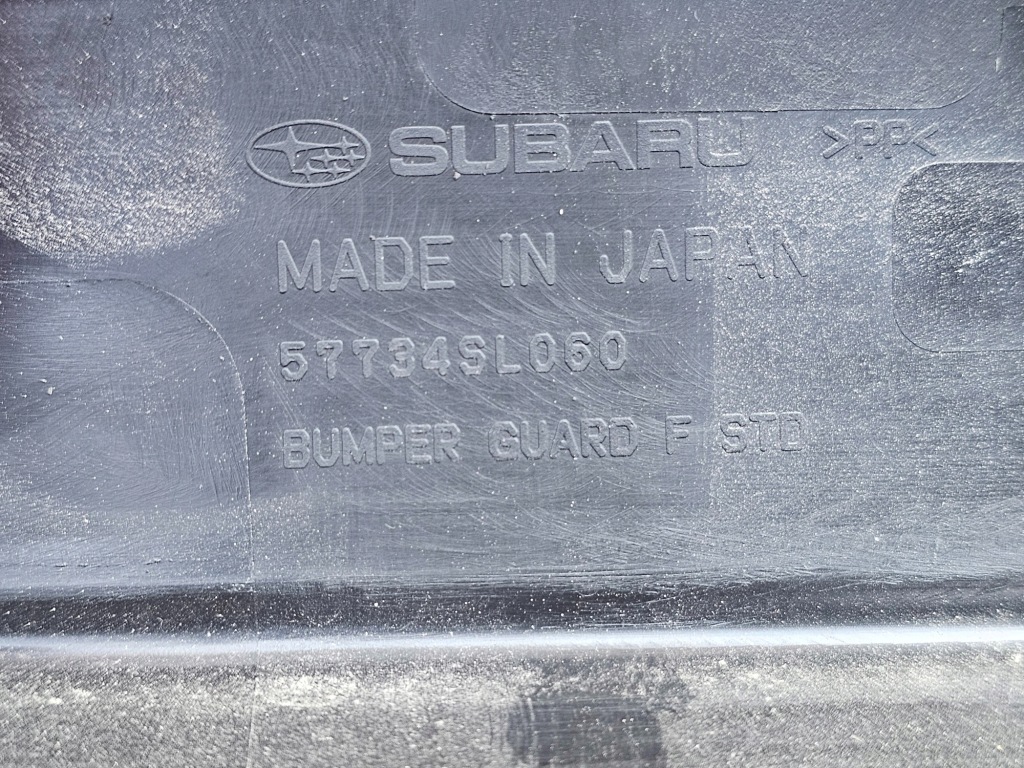 SUBARU >PP<
MADE IN JAPAN
57734SL060
BUMPER GUARD F STD